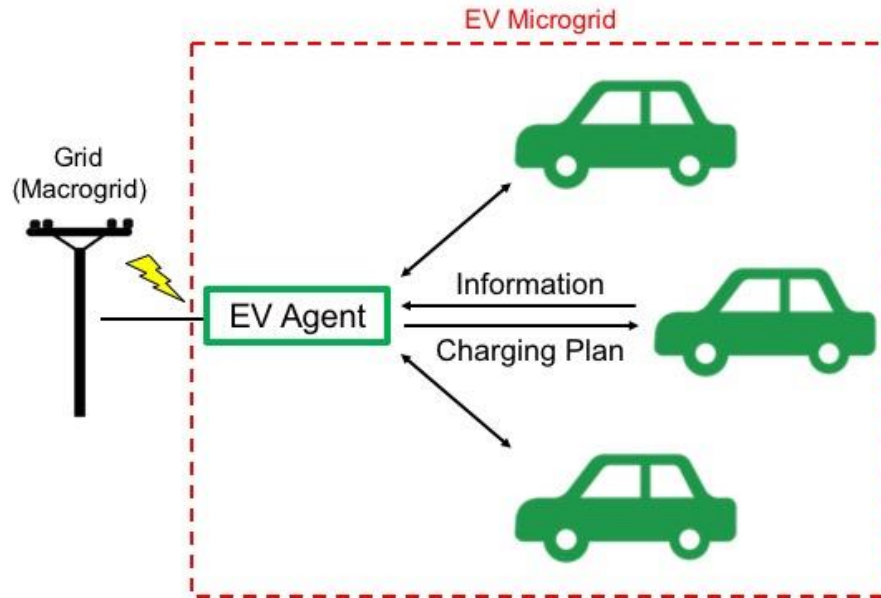 EV Microgrid
Grid
(Macrogrid)
EV Agent
Information
Charging Plan